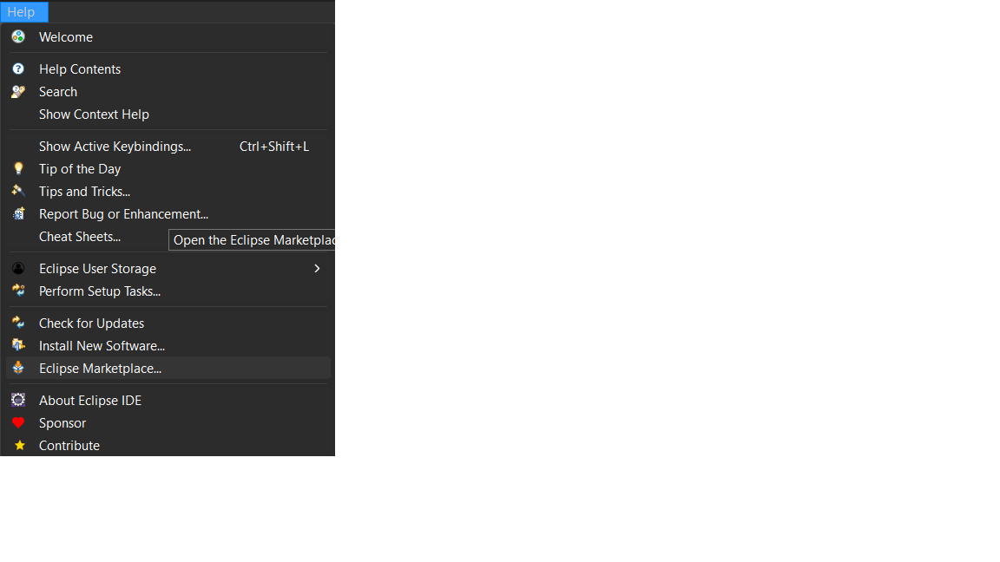 Help
Welcome
Help Contents
Search
Show Context Help
Show Active Keybindings... Ctrl+Shift+L
Tip of the Day
Tips and Tricks...
Report Bug or Enhancement...
Cheat Sheets...
Open the Eclipse Marketplac
Eclipse User Storage
Perform Setup Tasks...
Check for Updates
Install New Software...
Eclipse Marketplace...
About Eclipse IDE
Sponsor
Contribute